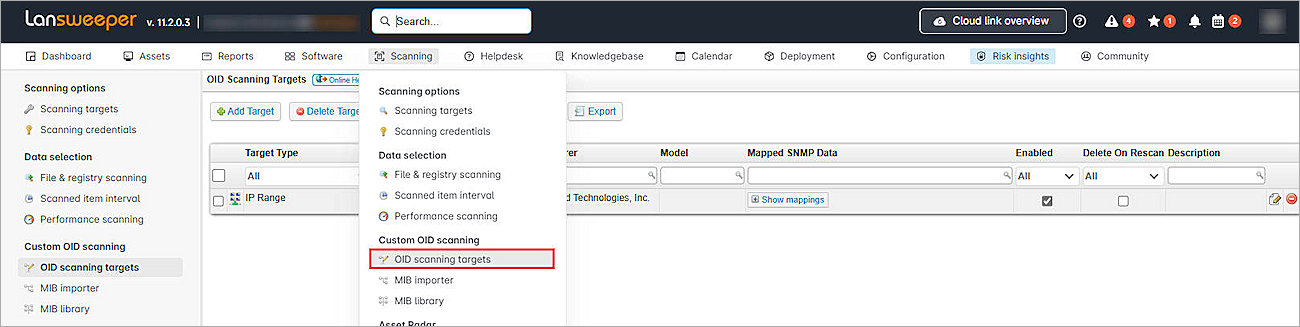 lansweeper v. 11.2.0.3 | Search... Cloud link overview 4 1 2
Dashboard Assets Reports Software Scanning Helpdesk Knowledgebase Calendar Deployment Configuration Risk insights Community
Scanning options
Scanning targets
Scanning credentials
Data selection
File & registry scanning
Scanned item interval
Performance scanning
Custom OID scanning
OID scanning targets
MIB importer
MIB library
Scanning options
Scanning targets
Scanning credentials
Data selection
File & registry scanning
Scanned item interval
Performance scanning
Custom OID scanning
OID scanning targets
MIB importer
MIB library
Asset Radar
OID Scanning Targets Online He
Add Target Delete Targe Export
Target Type rer Model Mapped SNMP Data Enabled Delete On Rescan Description
All All All
IP Range d Technologies, Inc. Show mappings